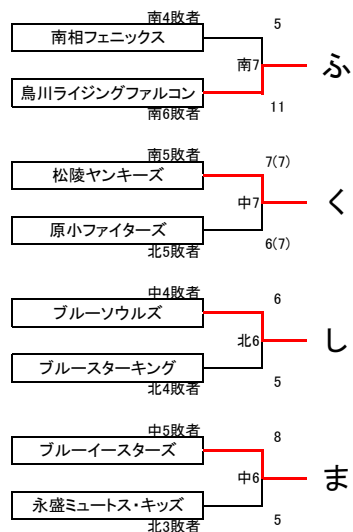 南4敗者
5
南相フェニックス
南7
ふ
鳥川ライジングファルコン
南6敗者
11
南5敗者
7(7)
松陵ヤンキーズ
中7
く
原小ファイターズ
北5敗者
6(7)
中4敗者
6
ブルーソウルズ
北6
し
ブルースターキング
北4敗者
5
中5敗者
8
ブルーイースターズ
中6
ま
永盛ミュートス・キッズ
北3敗者
5